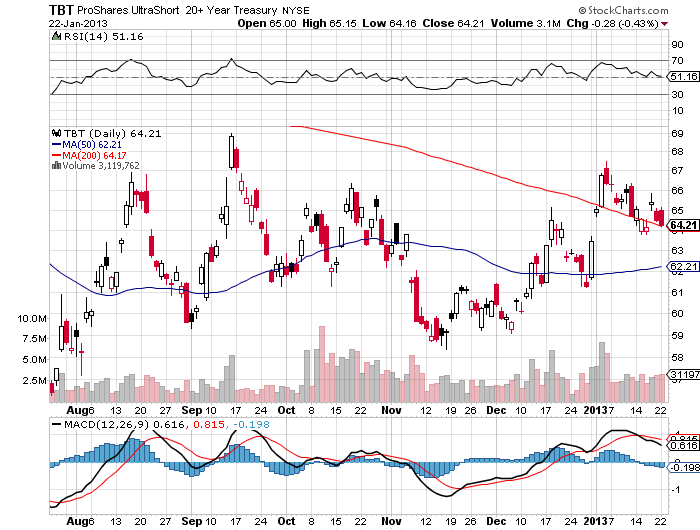 TBT ProShares UltraShort 20+ Year Treasury NYSE
© StockCharts.com
22-Jan-2013
Open 65.00 High 65.15 Low 64.16 Close 64.21 Volume 3.1M Chg -0.28 (-0.43%)
RSI(14) 51.16
90
70
51.16
30
10
TBT (Daily) 64.21
MA(50) 62.21
MA(200) 64.17
Volume 3,119,762
69
68
67
66
65
64.21
63
62.21
61
60
59
58
57
10.0M
7.5M
5.0M
2.5M
31197
Aug 6 13 20 27 Sep 10 17 24 Oct 8 15 22 Nov 12 19 26 Dec 10 17 24 2013 7 14 22
MACD(12,26,9) 0.616, 0.815, -0.198
1
0.616
-0.198
-1
Aug 6 13 20 27 Sep 10 17 24 Oct 8 15 22 Nov 12 19 26 Dec 10 17 24 2013 7 14 22